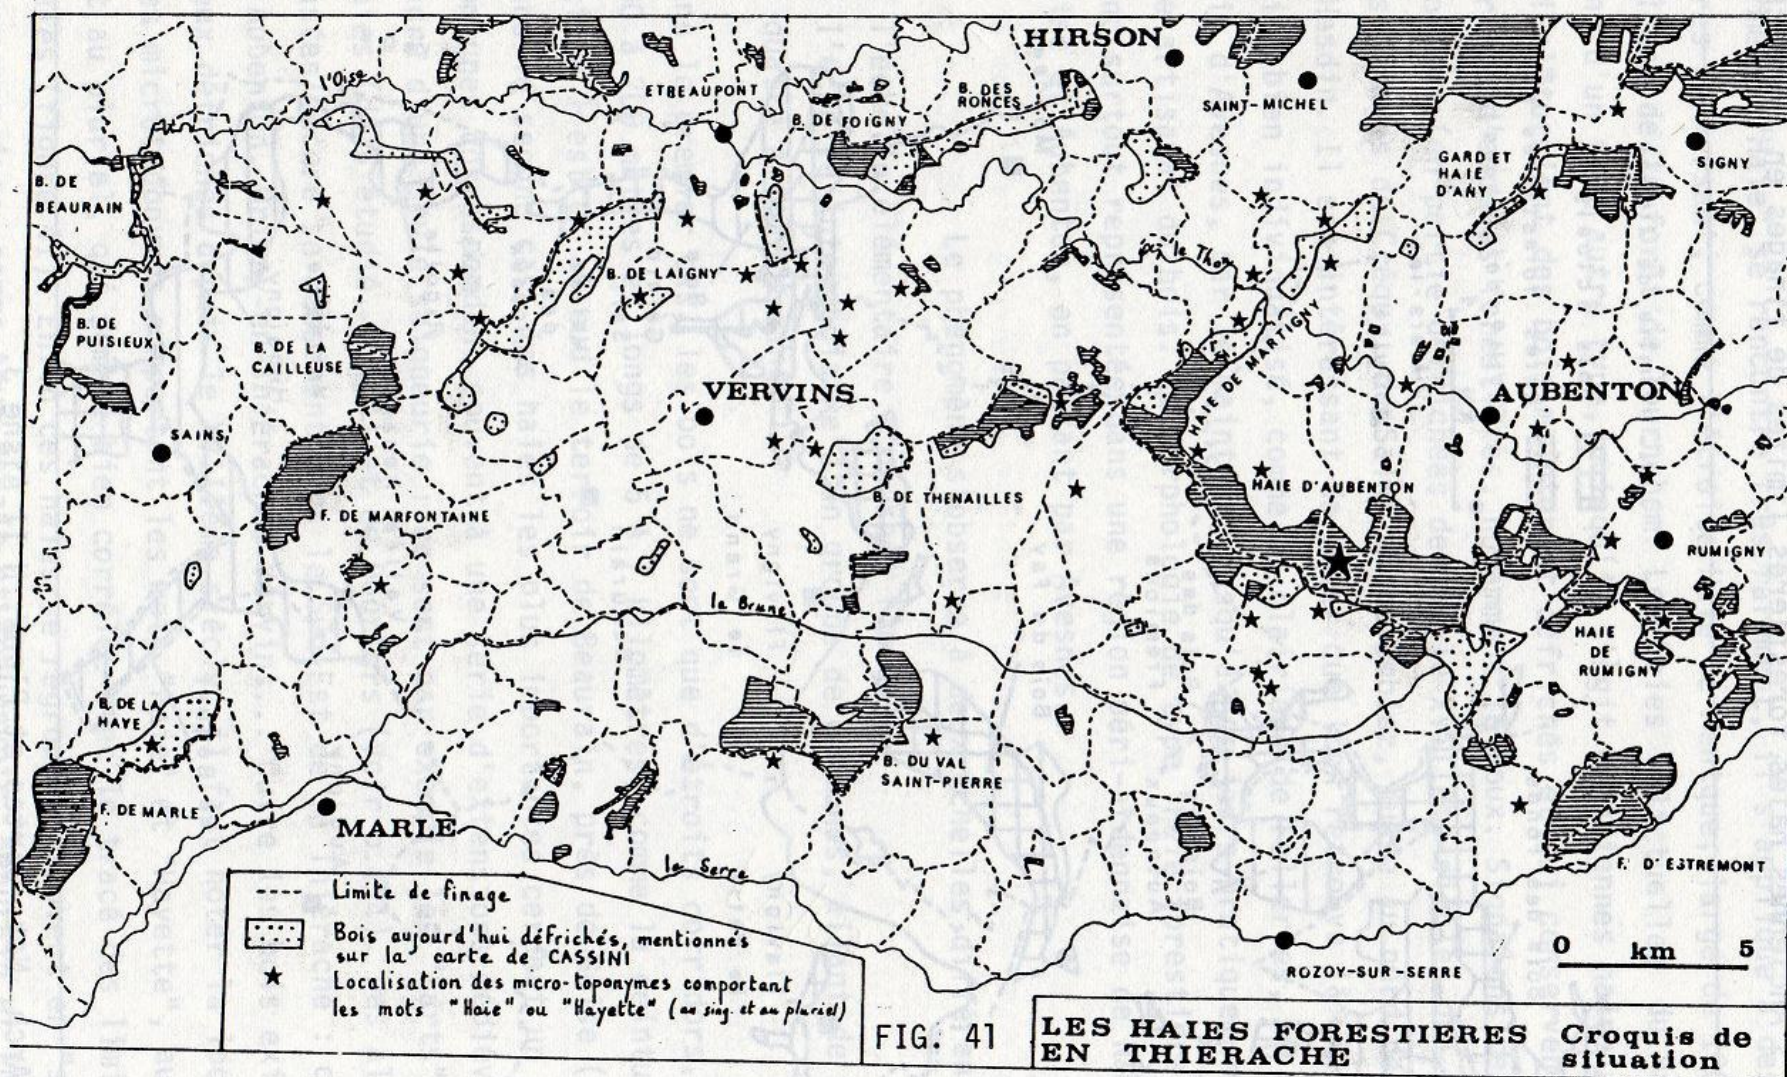 HIRSON
l'Oise
ETREAUPONT
B. DES
RONCES
SAINT-MICHEL
B. DE FOIGNY
GARD ET
HAIE
D'ANY
SIGNY
B. DE
BEAURAIN
B. DE LAIGNY
le Thon
B. DE
PUISIEUX
B. DE LA
CAILLEUSE
HAIE DE MARTIGNY
VERVINS
AUBENTON
SAINS
B. DE THENAILLES
HAIE D'AUBENTON
F. DE MARFONTAINE
RUMIGNY
la Brune
HAIE
DE
RUMIGNY
B. DE LA
HAYE
B. DU VAL
SAINT-PIERRE
F. DE MARLE
MARLE
la Serre
F. D'ESTREMONT
Limite de finage
Bois aujourd'hui défrichés, mentionnés
sur la carte de CASSINI
Localisation des micro-toponymes comportant
les mots "Haie" ou "Hayette" (au sing. et au pluriel)
ROZOY-SUR-SERRE
0 km 5
FIG. 41
LES HAIES FORESTIERES Croquis de
EN THIERACHE situation